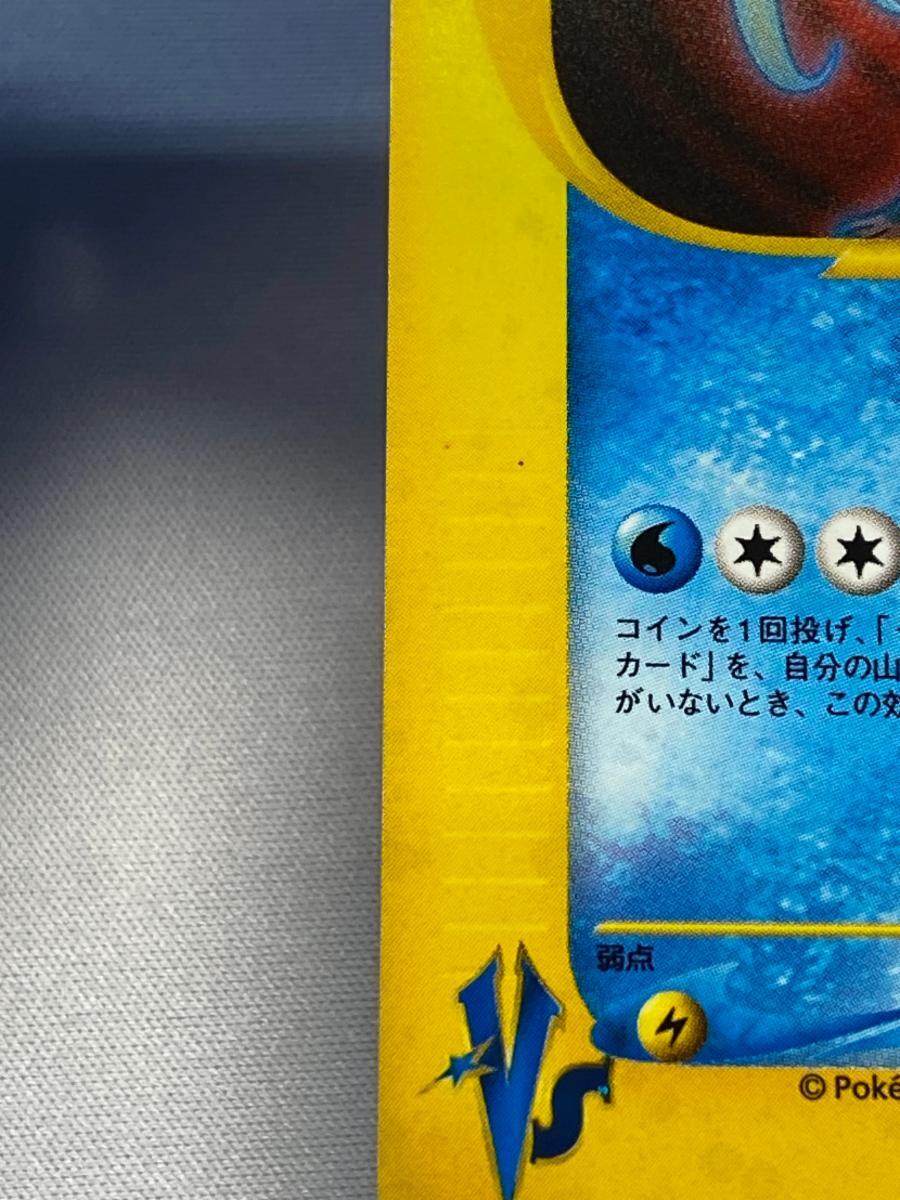 コインを1回投げ、「
カード」を、自分の山
がいないとき、この効
弱点
VS
© Poké